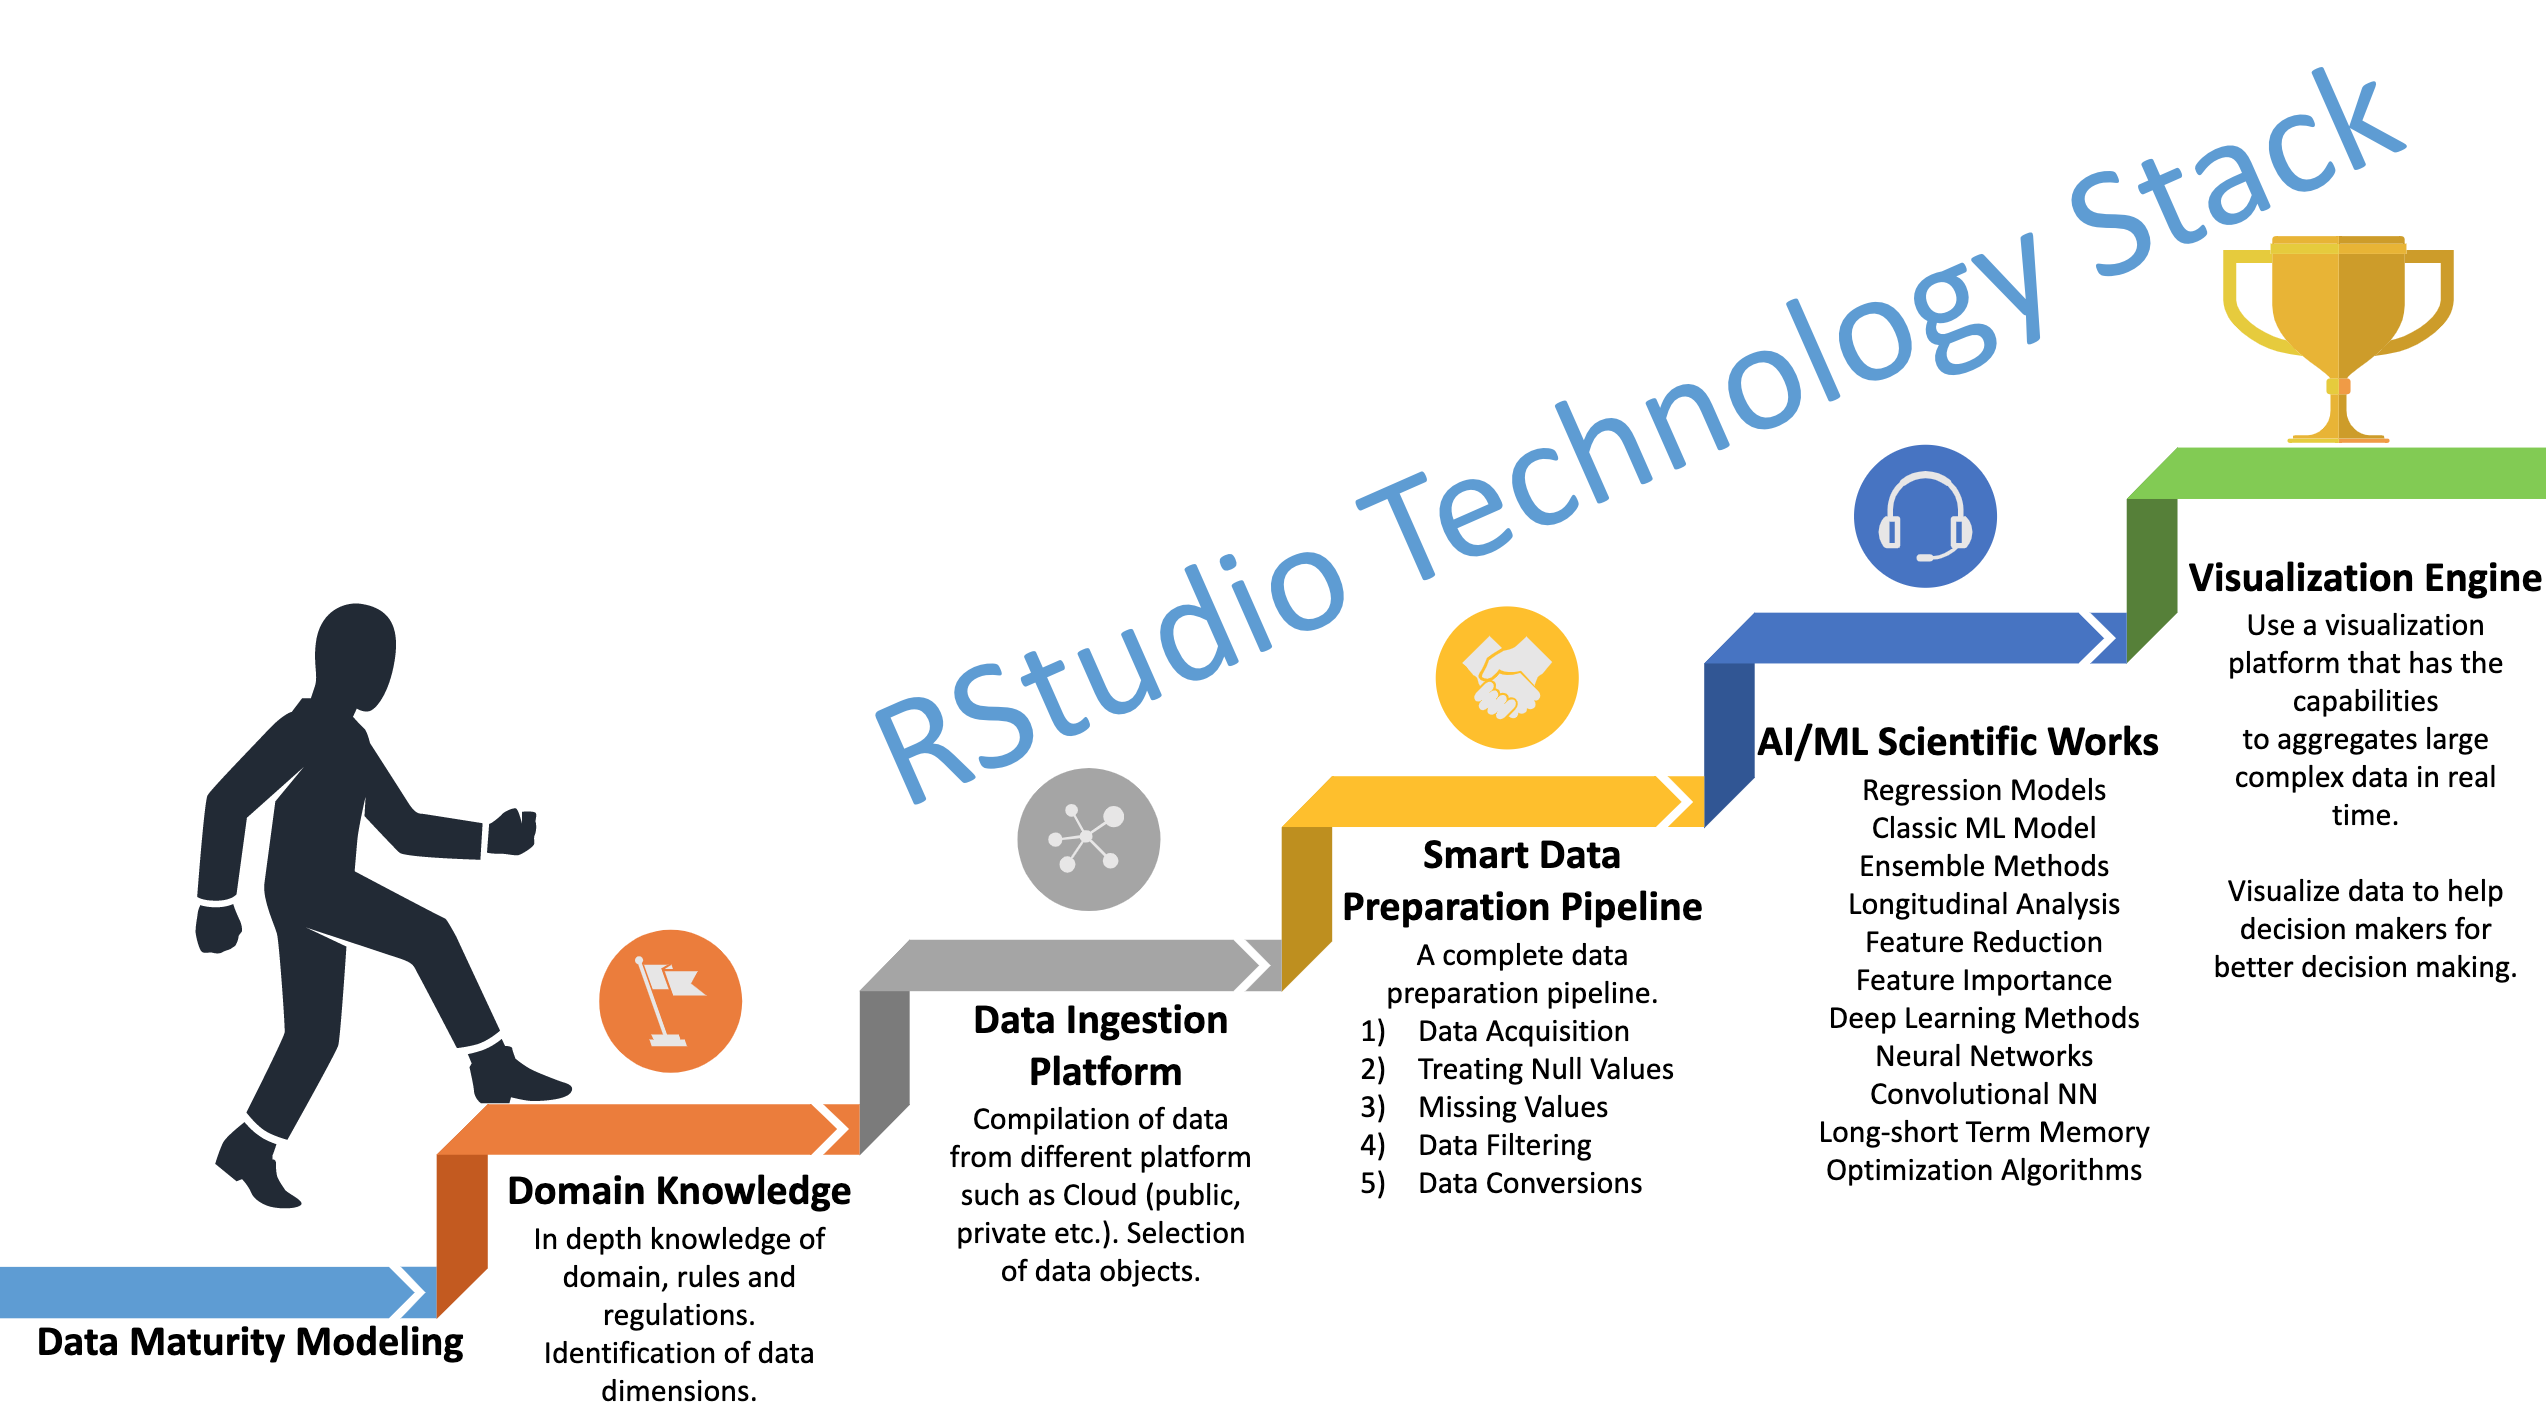 RStudio Technology Stack
Data Maturity Modeling
Domain Knowledge
In depth knowledge of
domain, rules and
regulations.
Identification of data
dimensions.
Data Ingestion
Platform
Compilation of data
from different platform
such as Cloud (public,
private etc.). Selection
of data objects.
Smart Data
Preparation Pipeline
A complete data
preparation pipeline.
1) Data Acquisition
2) Treating Null Values
3) Missing Values
4) Data Filtering
5) Data Conversions
AI/ML Scientific Works
Regression Models
Classic ML Model
Ensemble Methods
Longitudinal Analysis
Feature Reduction
Feature Importance
Deep Learning Methods
Neural Networks
Convolutional NN
Long-short Term Memory
Optimization Algorithms
Visualization Engine
Use a visualization
platform that has the
capabilities
to aggregates large
complex data in real
time.
Visualize data to help
decision makers for
better decision making.